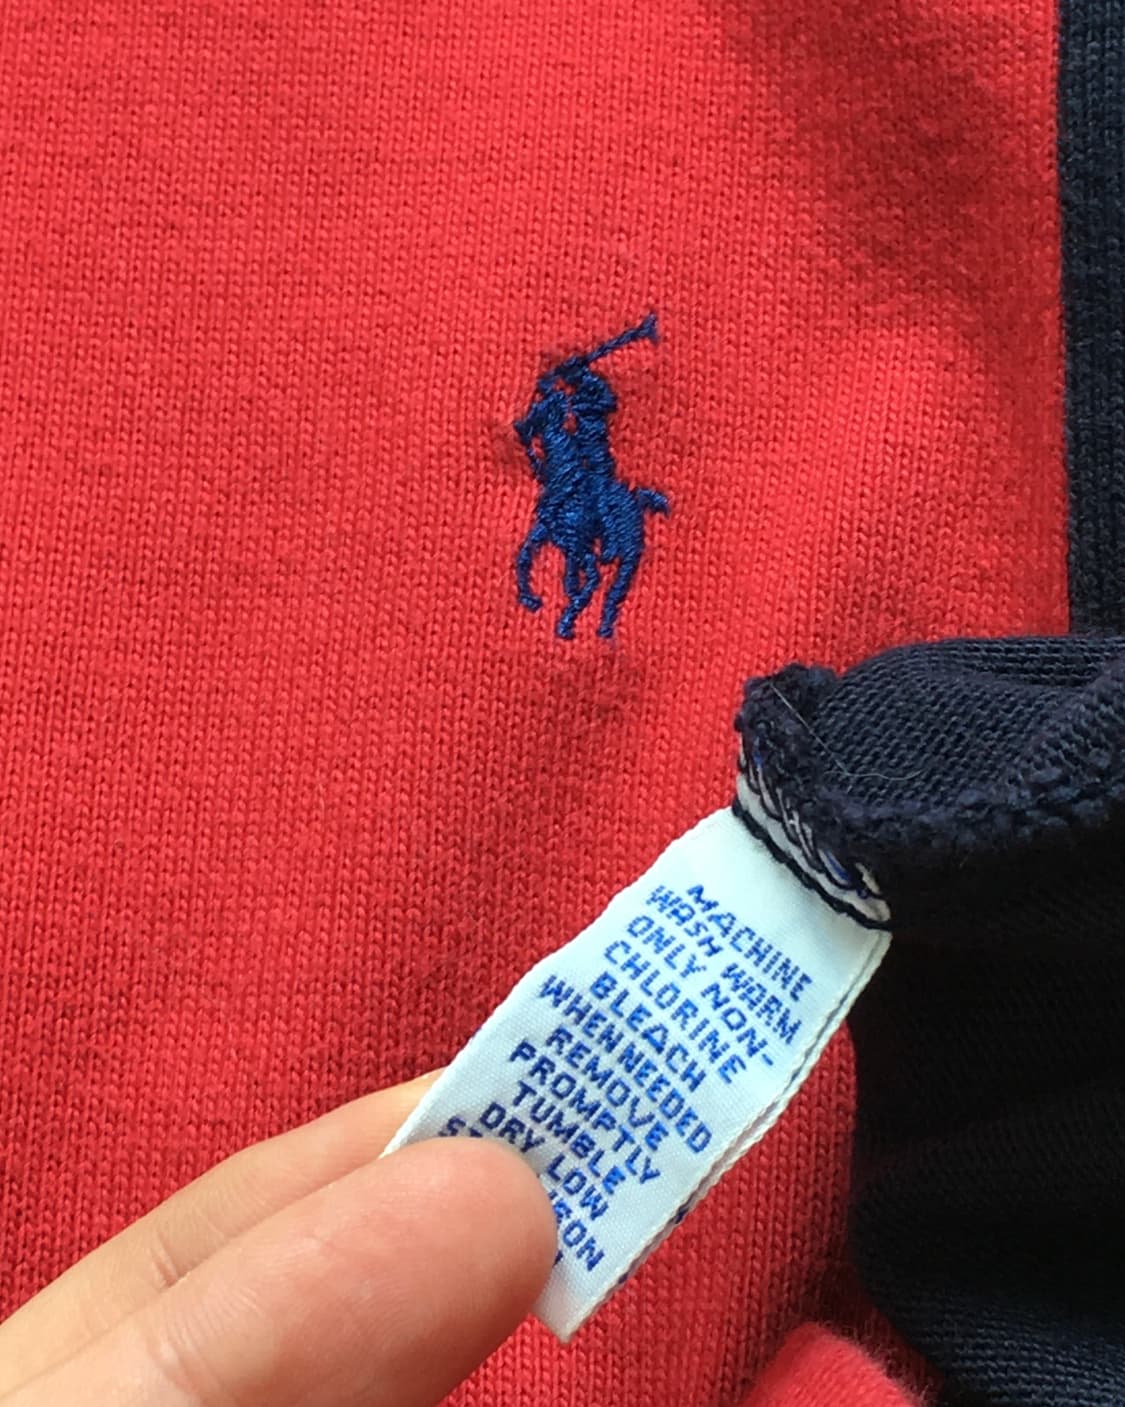 MACHINE
WASH WARM
ONLY NON-
CHLORINE
BLEACH
WHEN NEEDED
REMOVE
PROMPTLY
TUMBLE
DRY LOW